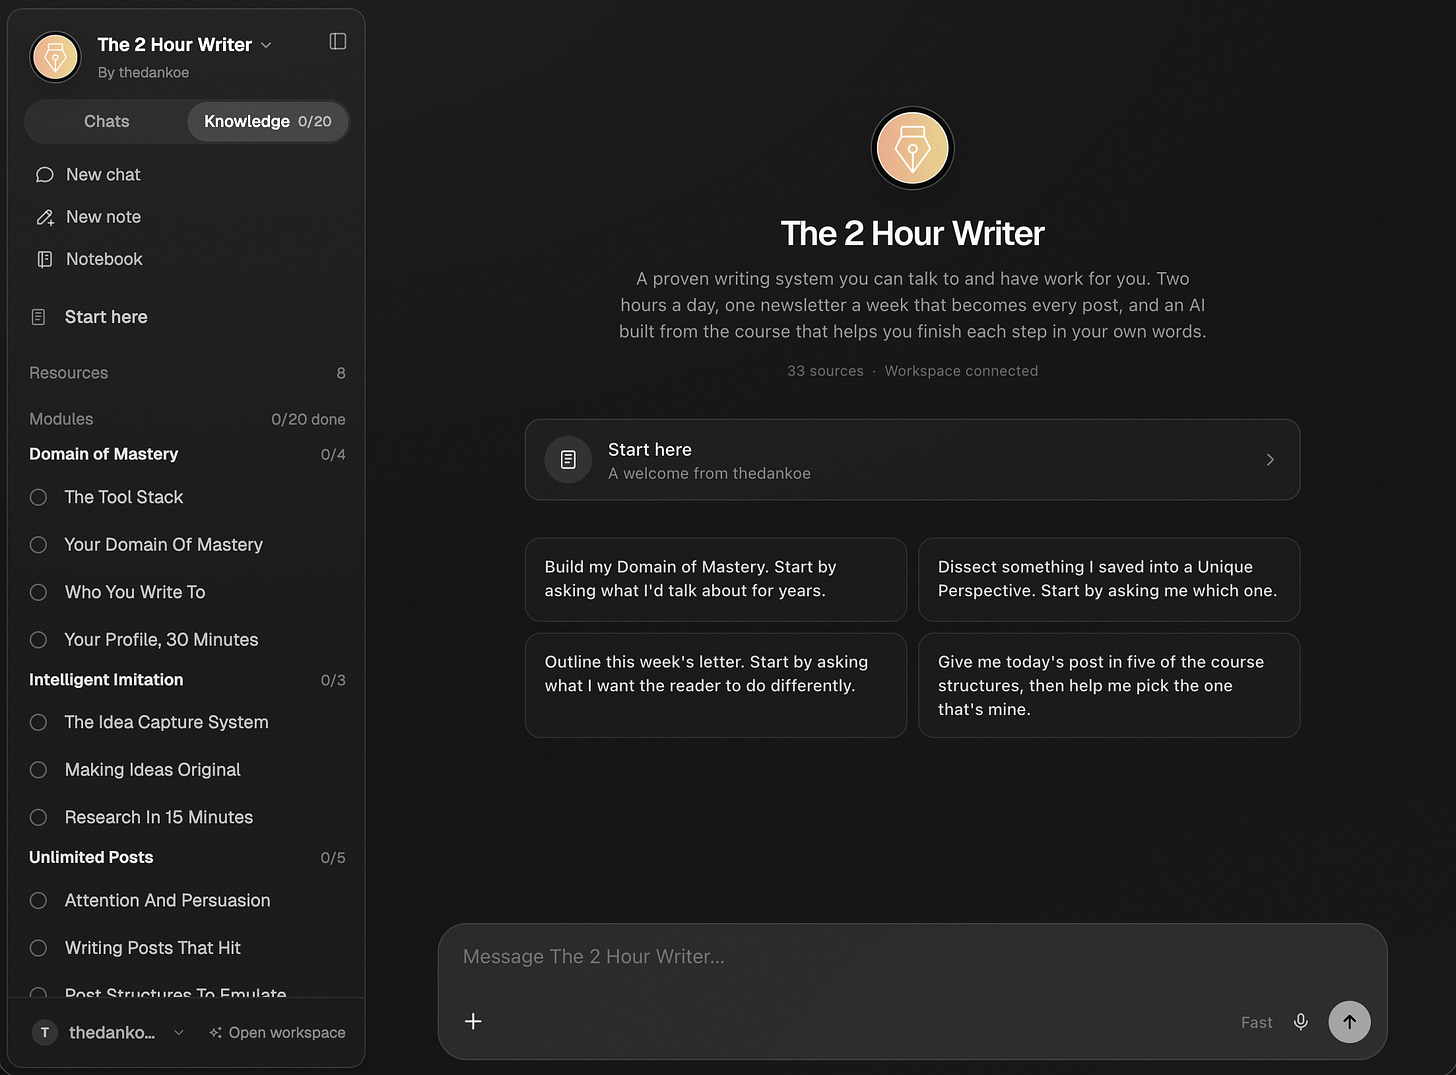 The 2 Hour Writer
By thedankoe
Chats
Knowledge 0/20
New chat
New note
Notebook
Start here
Resources 8
Modules 0/20 done
Domain of Mastery 0/4
The Tool Stack
Your Domain Of Mastery
Who You Write To
Your Profile, 30 Minutes
Intelligent Imitation 0/3
The Idea Capture System
Making Ideas Original
Research In 15 Minutes
Unlimited Posts 0/5
Attention And Persuasion
Writing Posts That Hit
Post Structures To Emulate
T
thedanko...
Open workspace
The 2 Hour Writer
A proven writing system you can talk to and have work for you. Two
hours a day, one newsletter a week that becomes every post, and an AI
built from the course that helps you finish each step in your own words.
33 sources · Workspace connected
Start here
A welcome from thedankoe
Build my Domain of Mastery. Start by
asking what I'd talk about for years.
Dissect something I saved into a Unique
Perspective. Start by asking me which one.
Outline this week's letter. Start by asking
what I want the reader to do differently.
Give me today's post in five of the course
structures, then help me pick the one
that's mine.
Message The 2 Hour Writer...
Fast